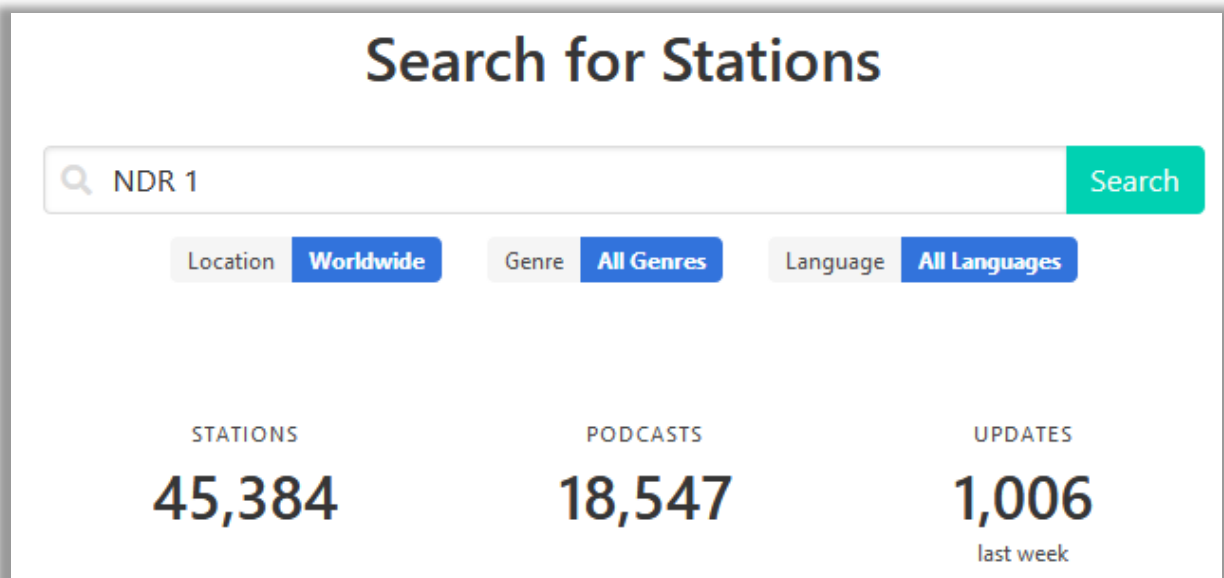 Search for Stations
NDR 1 Search
Location Worldwide Genre All Genres Language All Languages
STATIONS PODCASTS UPDATES
45,384 18,547 1,006
last week